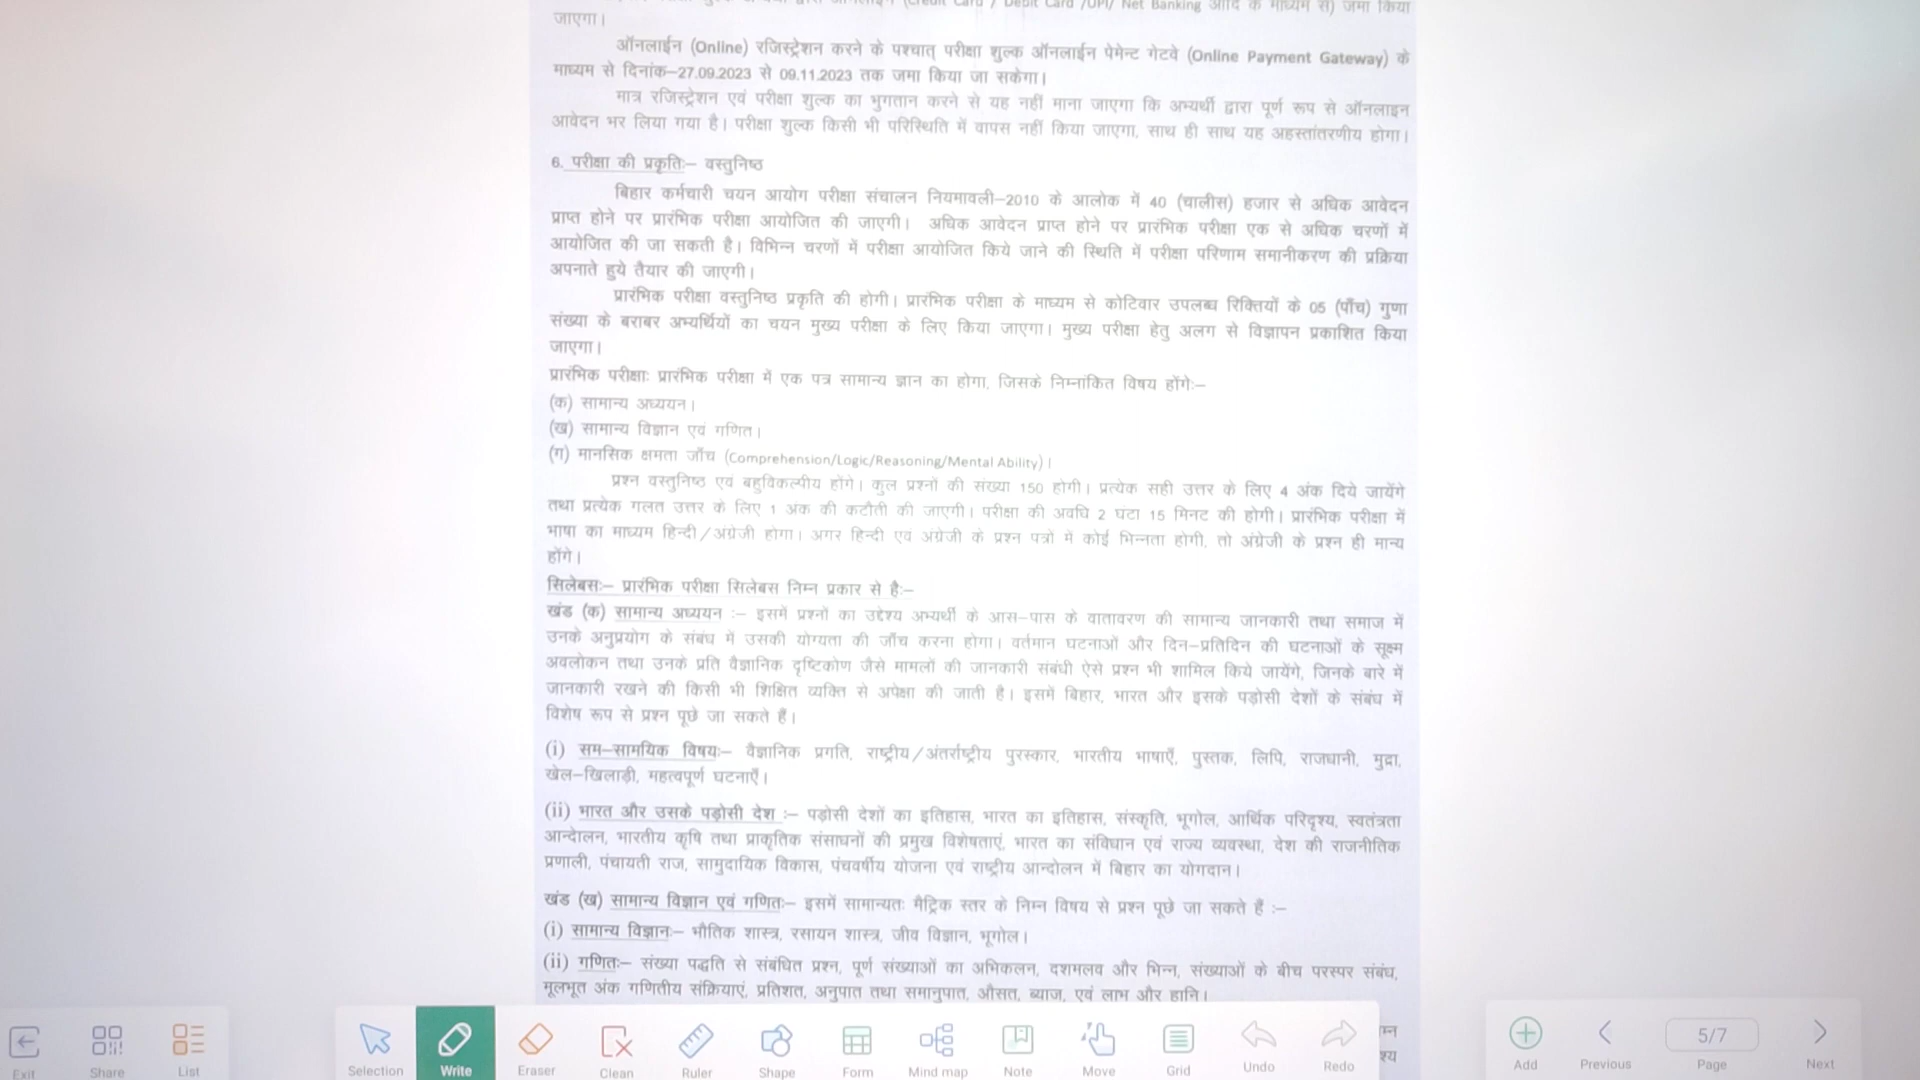 (Credit Card / Debit Card /UPI/ Net Banking आदि के माध्यम से) जमा किया
जाएगा।
ऑनलाईन (Online) रजिस्ट्रेशन करने के पश्चात् परीक्षा शुल्क ऑनलाईन पेमेन्ट गेटवे (Online Payment Gateway) के
माध्यम से दिनांक–27.09.2023 से 09.11.2023 तक जमा किया जा सकेगा।
मात्र रजिस्ट्रेशन एवं परीक्षा शुल्क का भुगतान करने से यह नहीं माना जाएगा कि अभ्यर्थी द्वारा पूर्ण रूप से ऑनलाइन
आवेदन भर लिया गया है। परीक्षा शुल्क किसी भी परिस्थिति में वापस नहीं किया जाएगा, साथ ही साथ यह अहस्तांतरणीय होगा।
6. परीक्षा की प्रकृतिः– वस्तुनिष्ठ
बिहार कर्मचारी चयन आयोग परीक्षा संचालन नियमावली–2010 के आलोक में 40 (चालीस) हजार से अधिक आवेदन
प्राप्त होने पर प्रारंभिक परीक्षा आयोजित की जाएगी। अधिक आवेदन प्राप्त होने पर प्रारंभिक परीक्षा एक से अधिक चरणों में
आयोजित की जा सकती है। विभिन्न चरणों में परीक्षा आयोजित किये जाने की स्थिति में परीक्षा परिणाम समानीकरण की प्रक्रिया
अपनाते हुये तैयार की जाएगी।
प्रारंभिक परीक्षा वस्तुनिष्ठ प्रकृति की होगी। प्रारंभिक परीक्षा के माध्यम से कोटिवार उपलब्ध रिक्तियों के 05 (पाँच) गुणा
संख्या के बराबर अभ्यर्थियों का चयन मुख्य परीक्षा के लिए किया जाएगा। मुख्य परीक्षा हेतु अलग से विज्ञापन प्रकाशित किया
जाएगा।
प्रारंभिक परीक्षाः प्रारंभिक परीक्षा में एक पत्र सामान्य ज्ञान का होगा, जिसके निम्नांकित विषय होंगेः–
(क) सामान्य अध्ययन।
(ख) सामान्य विज्ञान एवं गणित।
(ग) मानसिक क्षमता जाँच (Comprehension/Logic/Reasoning/Mental Ability)।
प्रश्न वस्तुनिष्ठ एवं बहुविकल्पीय होंगे। कुल प्रश्नों की संख्या 150 होगी। प्रत्येक सही उत्तर के लिए 4 अंक दिये जायेंगे
तथा प्रत्येक गलत उत्तर के लिए 1 अंक की कटौती की जाएगी। परीक्षा की अवधि 2 घंटा 15 मिनट की होगी। प्रारंभिक परीक्षा में
भाषा का माध्यम हिन्दी/अंग्रेजी होगा। अगर हिन्दी एवं अंग्रेजी के प्रश्न पत्रो में कोई भिन्नता होगी, तो अंग्रेजी के प्रश्न ही मान्य
होंगे।
सिलेबसः– प्रारंभिक परीक्षा सिलेबस निम्न प्रकार से हैः–
खंड (क) सामान्य अध्ययन :– इसमें प्रश्नों का उद्देश्य अभ्यर्थी के आस–पास के वातावरण की सामान्य जानकारी तथा समाज में
उनके अनुप्रयोग के संबंध में उसकी योग्यता की जाँच करना होगा। वर्तमान घटनाओं और दिन–प्रतिदिन की घटनाओं के सूक्ष्म
अवलोकन तथा उनके प्रति वैज्ञानिक दृष्टिकोण जैसे मामलों की जानकारी संबंधी ऐसे प्रश्न भी शामिल किये जायेंगे, जिनके बारे में
जानकारी रखने की किसी भी शिक्षित व्यक्ति से अपेक्षा की जाती है। इसमें बिहार, भारत और इसके पड़ोसी देशों के संबंध में
विशेष रूप से प्रश्न पूछे जा सकते हैं।
(i) सम–सामयिक विषयः– वैज्ञानिक प्रगति, राष्ट्रीय/अंतर्राष्ट्रीय पुरस्कार, भारतीय भाषाएँ, पुस्तक, लिपि, राजधानी, मुद्रा,
खेल–खिलाड़ी, महत्वपूर्ण घटनाएँ।
(ii) भारत और उसके पड़ोसी देश :– पड़ोसी देशों का इतिहास, भारत का इतिहास, संस्कृति, भूगोल, आर्थिक परिदृश्य, स्वतंत्रता
आन्देालन, भारतीय कृषि तथा प्राकृतिक संसाधनों की प्रमुख विशेषताएं, भारत का संविधान एवं राज्य व्यवस्था, देश की राजनीतिक
प्रणाली, पंचायती राज, सामुदायिक विकास, पंचवर्षीय योजना एवं राष्ट्रीय आन्दोलन में बिहार का योगदान।
खंड (ख) सामान्य विज्ञान एवं गणितः– इसमें सामान्यतः मैट्रिक स्तर के निम्न विषय से प्रश्न पूछे जा सकते हैं :–
(i) सामान्य विज्ञानः– भौतिक शास्त्र, रसायन शास्त्र, जीव विज्ञान, भूगोल।
(ii) गणितः– संख्या पद्धति से संबंधित प्रश्न, पूर्ण संख्याओं का अभिकलन, दशमलव और भिन्न, संख्याओं के बीच परस्पर संबंध,
मूलभूत अंक गणितीय संक्रियाएं, प्रतिशत, अनुपात तथा समानुपात, औसत, ब्याज, एवं लाभ और हानि।
Exit Share List Selection Write Eraser Clean Ruler Shape Form Mind map Note Move Grid Undo Redo Add Previous 5/7 Page Next